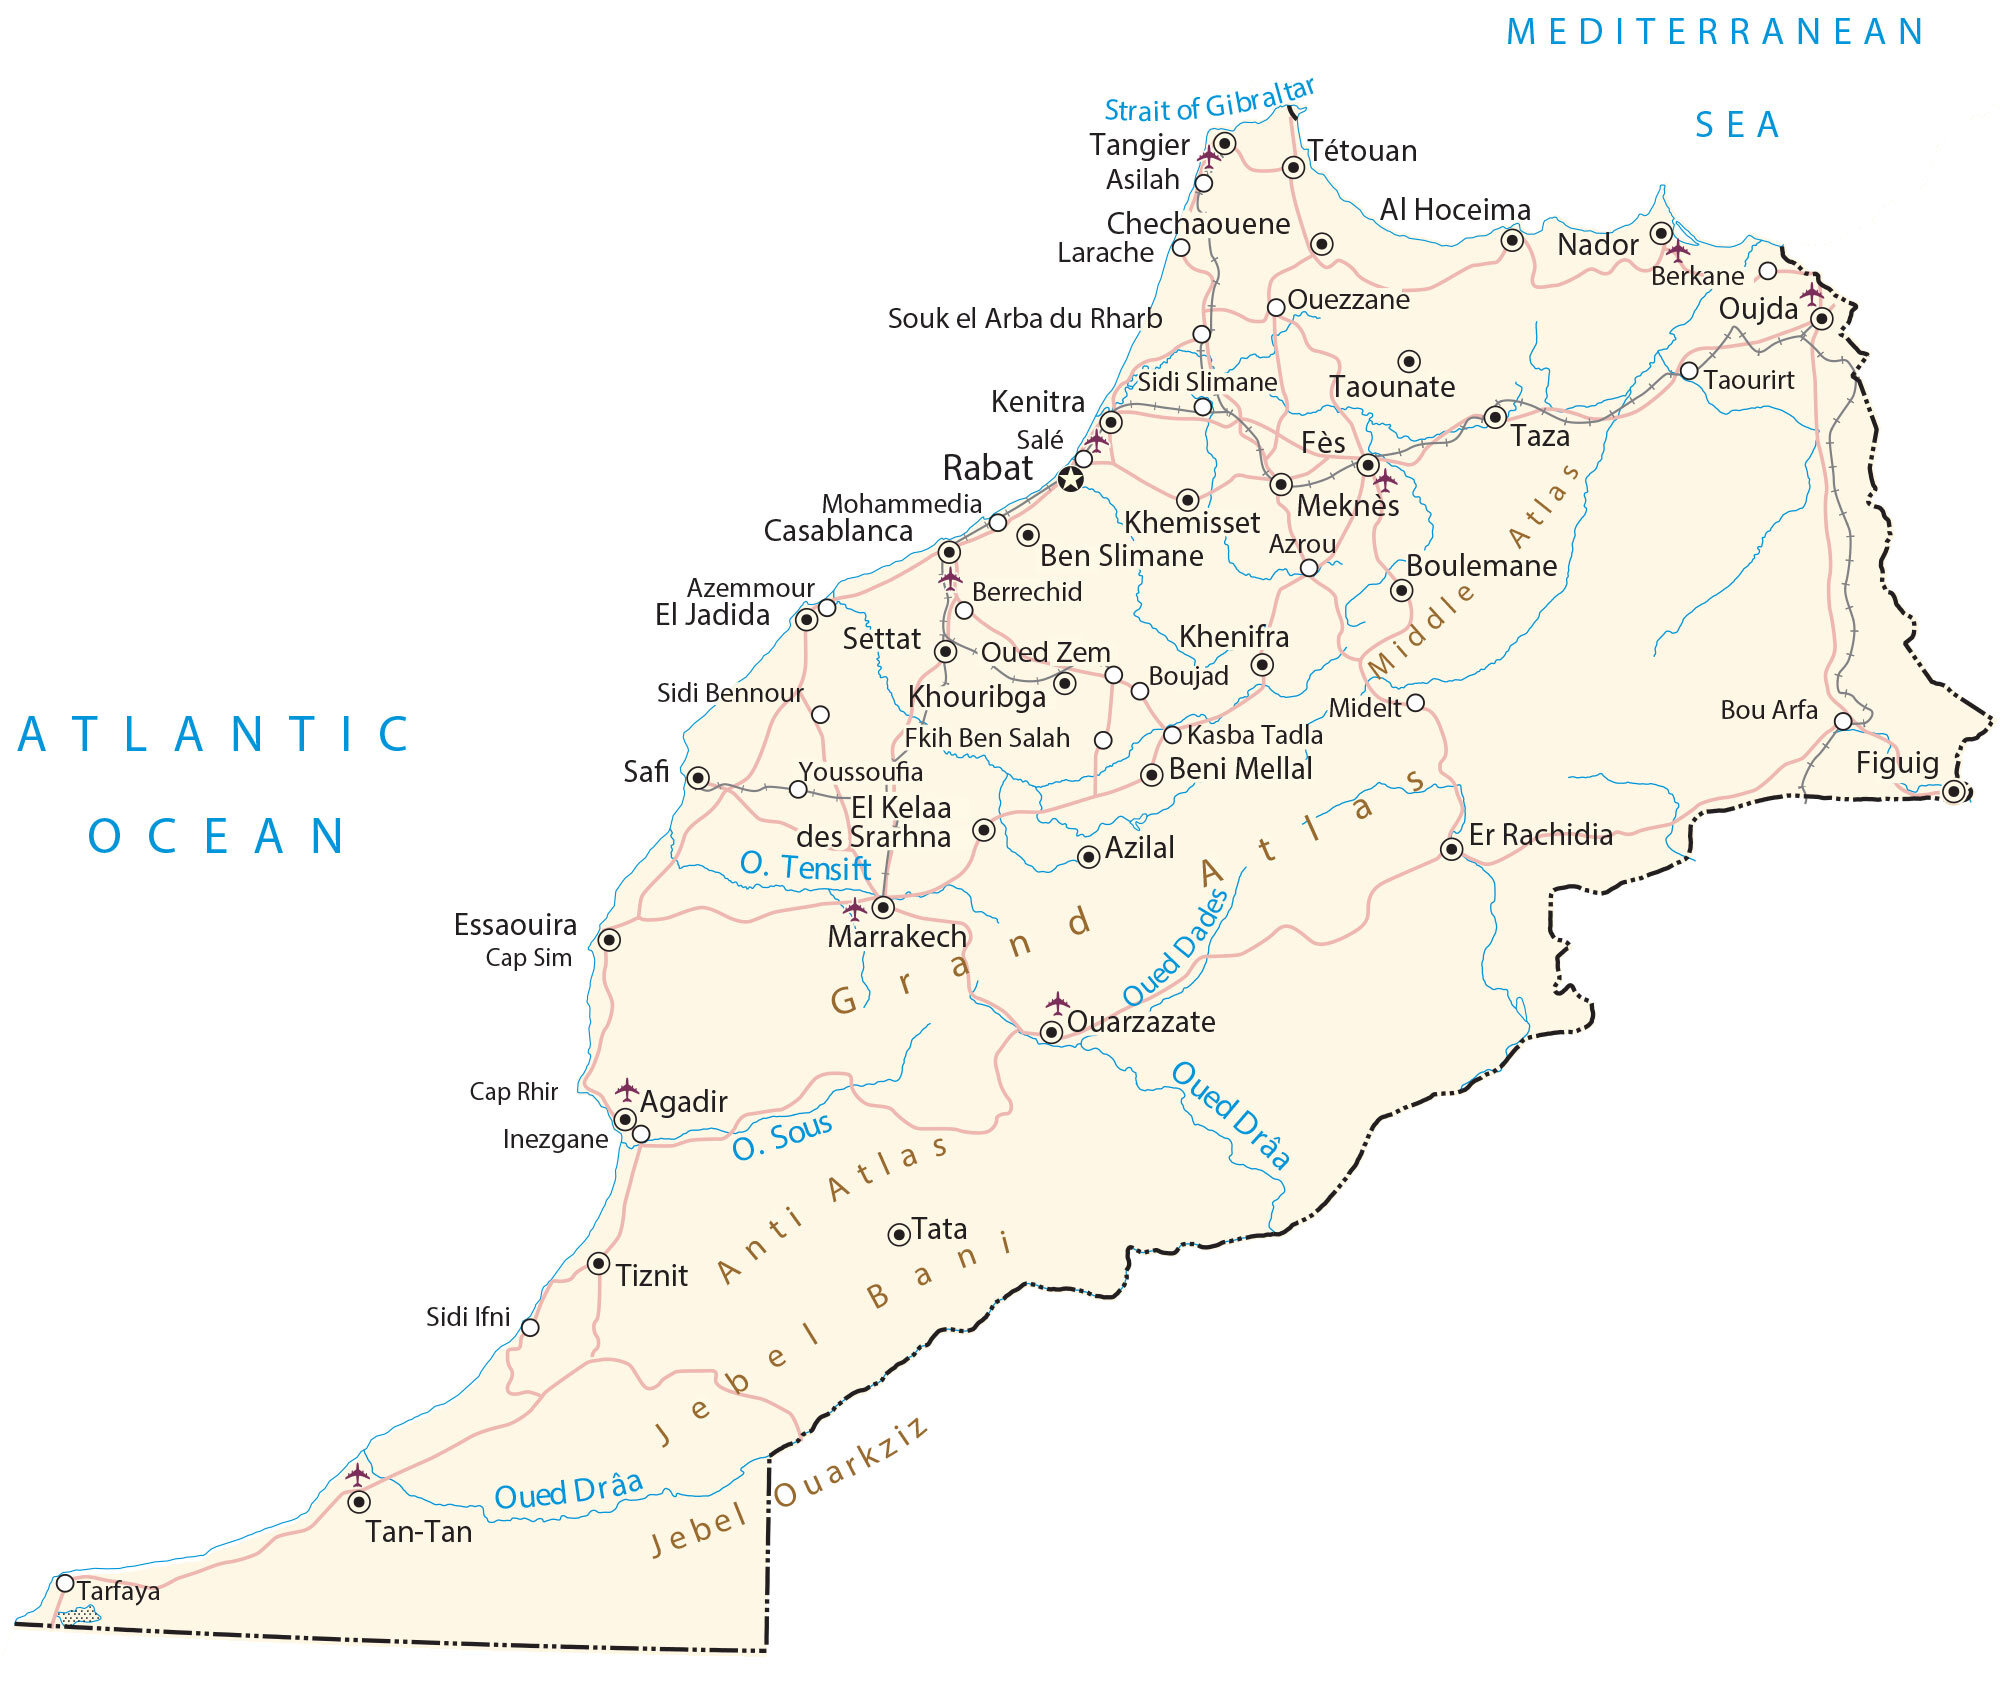 MEDITERRANEAN
SEA
Strait of Gibraltar
Tangier
Tétouan
Asilah
Al Hoceima
Chechaouene
Nador
Larache
Berkane
Ouezzane
Oujda
Souk el Arba du Rharb
Sidi Slimane
Taounate
Taourirt
Kenitra
Salé
Fès
Taza
Rabat
Mohammedia
Meknès
Casablanca
Khemisset
Middle Atlas
Azrou
Ben Slimane
Boulemane
Azemmour
Berrechid
El Jadida
Settat
Khenifra
Oued Zem
Boujad
Sidi Bennour
Khouribga
Midelt
Bou Arfa
ATLANTIC
OCEAN
Fkih Ben Salah
Kasba Tadla
Safi
Youssoufia
Beni Mellal
Figuig
El Kelaa
des Srarhna
Er Rachidia
Azilal
O. Tensift
Grand Atlas
Essaouira
Marrakech
Cap Sim
Oued Dades
Ouarzazate
Cap Rhir
Agadir
Oued Drâa
Inezgane
O. Sous
Anti Atlas
Tata
Tiznit
Jebel Bani
Sidi Ifni
Jebel Ouarkziz
Oued Drâa
Tan-Tan
Tarfaya